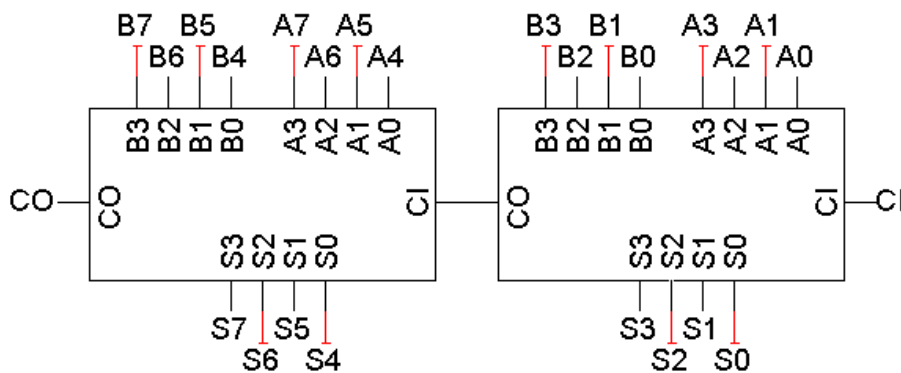 B7 B5 A7 A5 B3 B1 A3 A1
B6 B4 A6 A4 B2 B0 A2 A0
B3 B2 B1 B0 A3 A2 A1 A0 B3 B2 B1 B0 A3 A2 A1 A0
CO CO CI CO CI CI
S3 S2 S1 S0 S3 S2 S1 S0
S7 S5 S3 S1
S6 S4 S2 S0